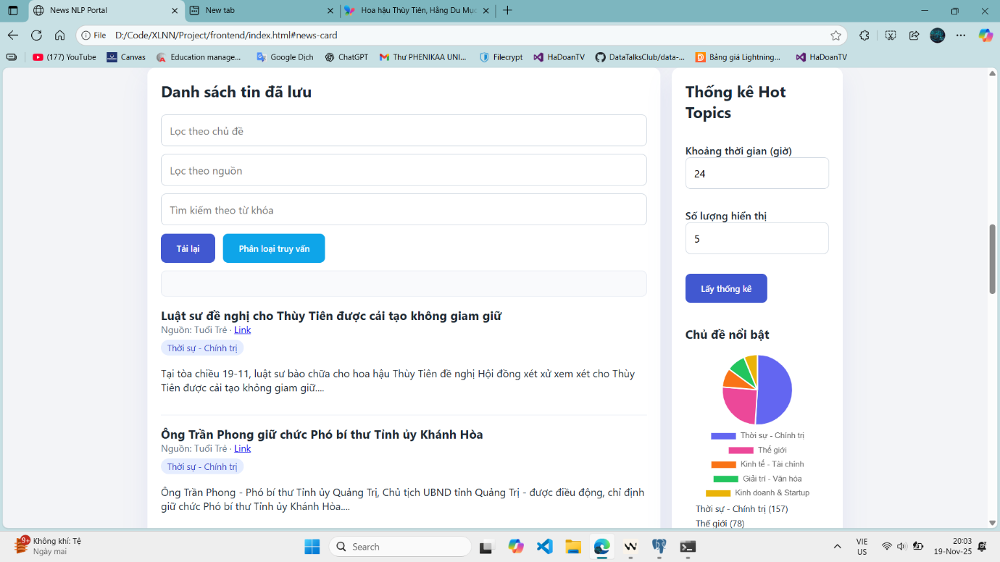 News NLP Portal
New tab
Hoa hậu Thùy Tiên, Hằng Du Mục
File D:/Code/XLNN/Project/frontend/index.html#news-card
(177) YouTube
Canvas
Education manage...
Google Dịch
ChatGPT
Thư PHENIKAA UNI...
Filecrypt
HaDoanTV
DataTalksClub/data-...
Bảng giá Lightning...
HaDoanTV
Danh sách tin đã lưu
Lọc theo chủ đề
Lọc theo nguồn
Tìm kiếm theo từ khóa
Tải lại
Phân loại truy vấn
Luật sư đề nghị cho Thùy Tiên được cải tạo không giam giữ
Nguồn: Tuổi Trẻ · Link
Thời sự - Chính trị
Tại tòa chiều 19-11, luật sư bào chữa cho hoa hậu Thùy Tiên đề nghị Hội đồng xét xử xem xét cho Thùy
Tiên được cải tạo không giam giữ....
Ông Trần Phong giữ chức Phó bí thư Tỉnh ủy Khánh Hòa
Nguồn: Tuổi Trẻ · Link
Thời sự - Chính trị
Ông Trần Phong - Phó bí thư Tỉnh ủy Quảng Trị, Chủ tịch UBND tỉnh Quảng Trị - được điều động, chỉ định
giữ chức Phó bí thư Tỉnh ủy Khánh Hòa....
Thống kê Hot
Topics
Khoảng thời gian (giờ)
24
Số lượng hiển thị
5
Lấy thống kê
Chủ đề nổi bật
Thời sự - Chính trị
Thế giới
Kinh tế - Tài chính
Giải trí - Văn hóa
Kinh doanh & Startup
Thời sự - Chính trị (157)
Thế giới (78)
9+
Không khí: Tệ
Ngày mai
Search
VIE
US
20:03
19-Nov-25